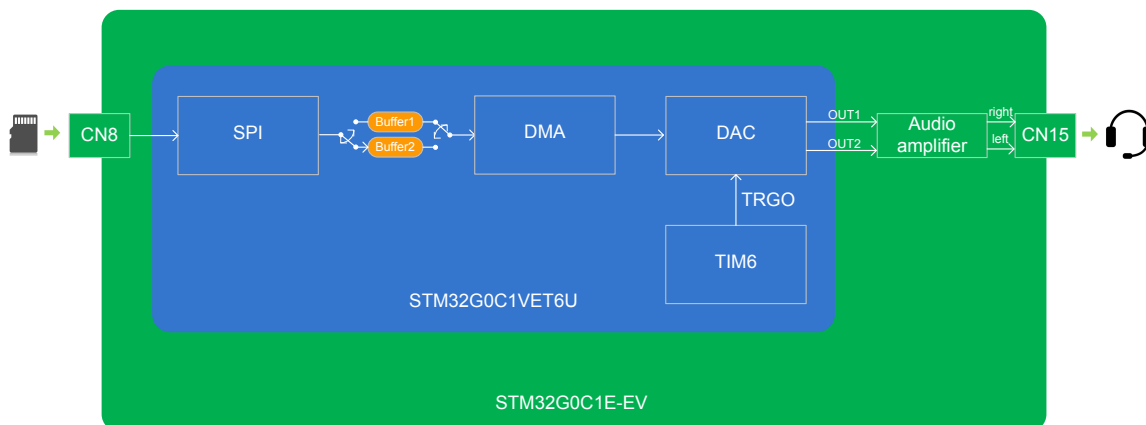 CN8
SPI
Buffer1
Buffer2
DMA
DAC
OUT1
OUT2
Audio
amplifier
right
left
CN15
TRGO
TIM6
STM32G0C1VET6U
STM32G0C1E-EV